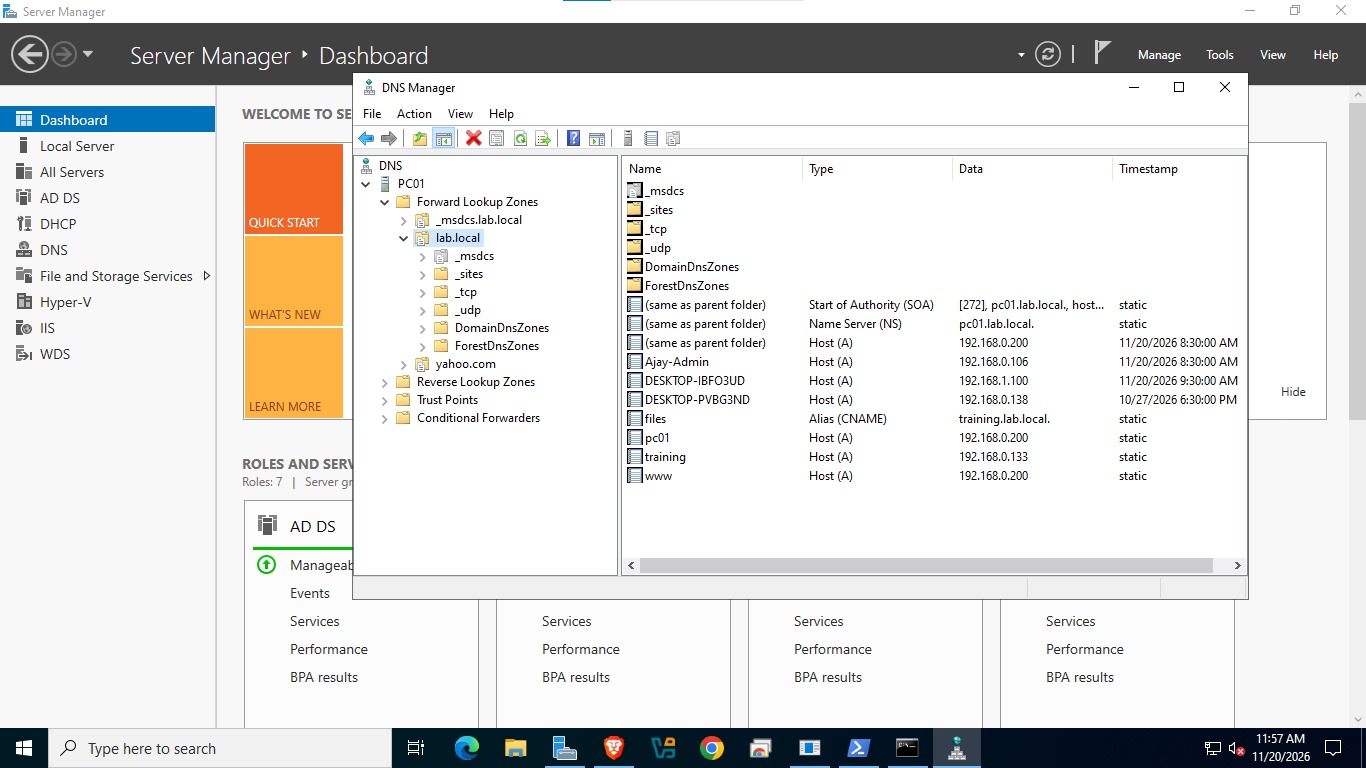 Server Manager
Server Manager ‣ Dashboard
Manage Tools View Help
Dashboard
Local Server
All Servers
AD DS
DHCP
DNS
File and Storage Services
Hyper-V
IIS
WDS
WELCOME TO SE
QUICK START
WHAT'S NEW
LEARN MORE
Hide
ROLES AND SERV
Roles: 7 | Server gr
AD DS
Manageab
Events
Services
Performance
BPA results
Services
Performance
BPA results
Services
Performance
BPA results
Services
Performance
BPA results
DNS Manager
File Action View Help
DNS
PC01
Forward Lookup Zones
_msdcs.lab.local
lab.local
_msdcs
_sites
_tcp
_udp
DomainDnsZones
ForestDnsZones
yahoo.com
Reverse Lookup Zones
Trust Points
Conditional Forwarders
Name Type Data Timestamp
_msdcs
_sites
_tcp
_udp
DomainDnsZones
ForestDnsZones
(same as parent folder) Start of Authority (SOA) [272], pc01.lab.local., host... static
(same as parent folder) Name Server (NS) pc01.lab.local. static
(same as parent folder) Host (A) 192.168.0.200 11/20/2026 8:30:00 AM
Ajay-Admin Host (A) 192.168.0.106 11/20/2026 8:30:00 AM
DESKTOP-IBFO3UD Host (A) 192.168.1.100 11/20/2026 9:30:00 AM
DESKTOP-PVBG3ND Host (A) 192.168.0.138 10/27/2026 6:30:00 PM
files Alias (CNAME) training.lab.local. static
pc01 Host (A) 192.168.0.200 static
training Host (A) 192.168.0.133 static
www Host (A) 192.168.0.200 static
Type here to search
11:57 AM
11/20/2026